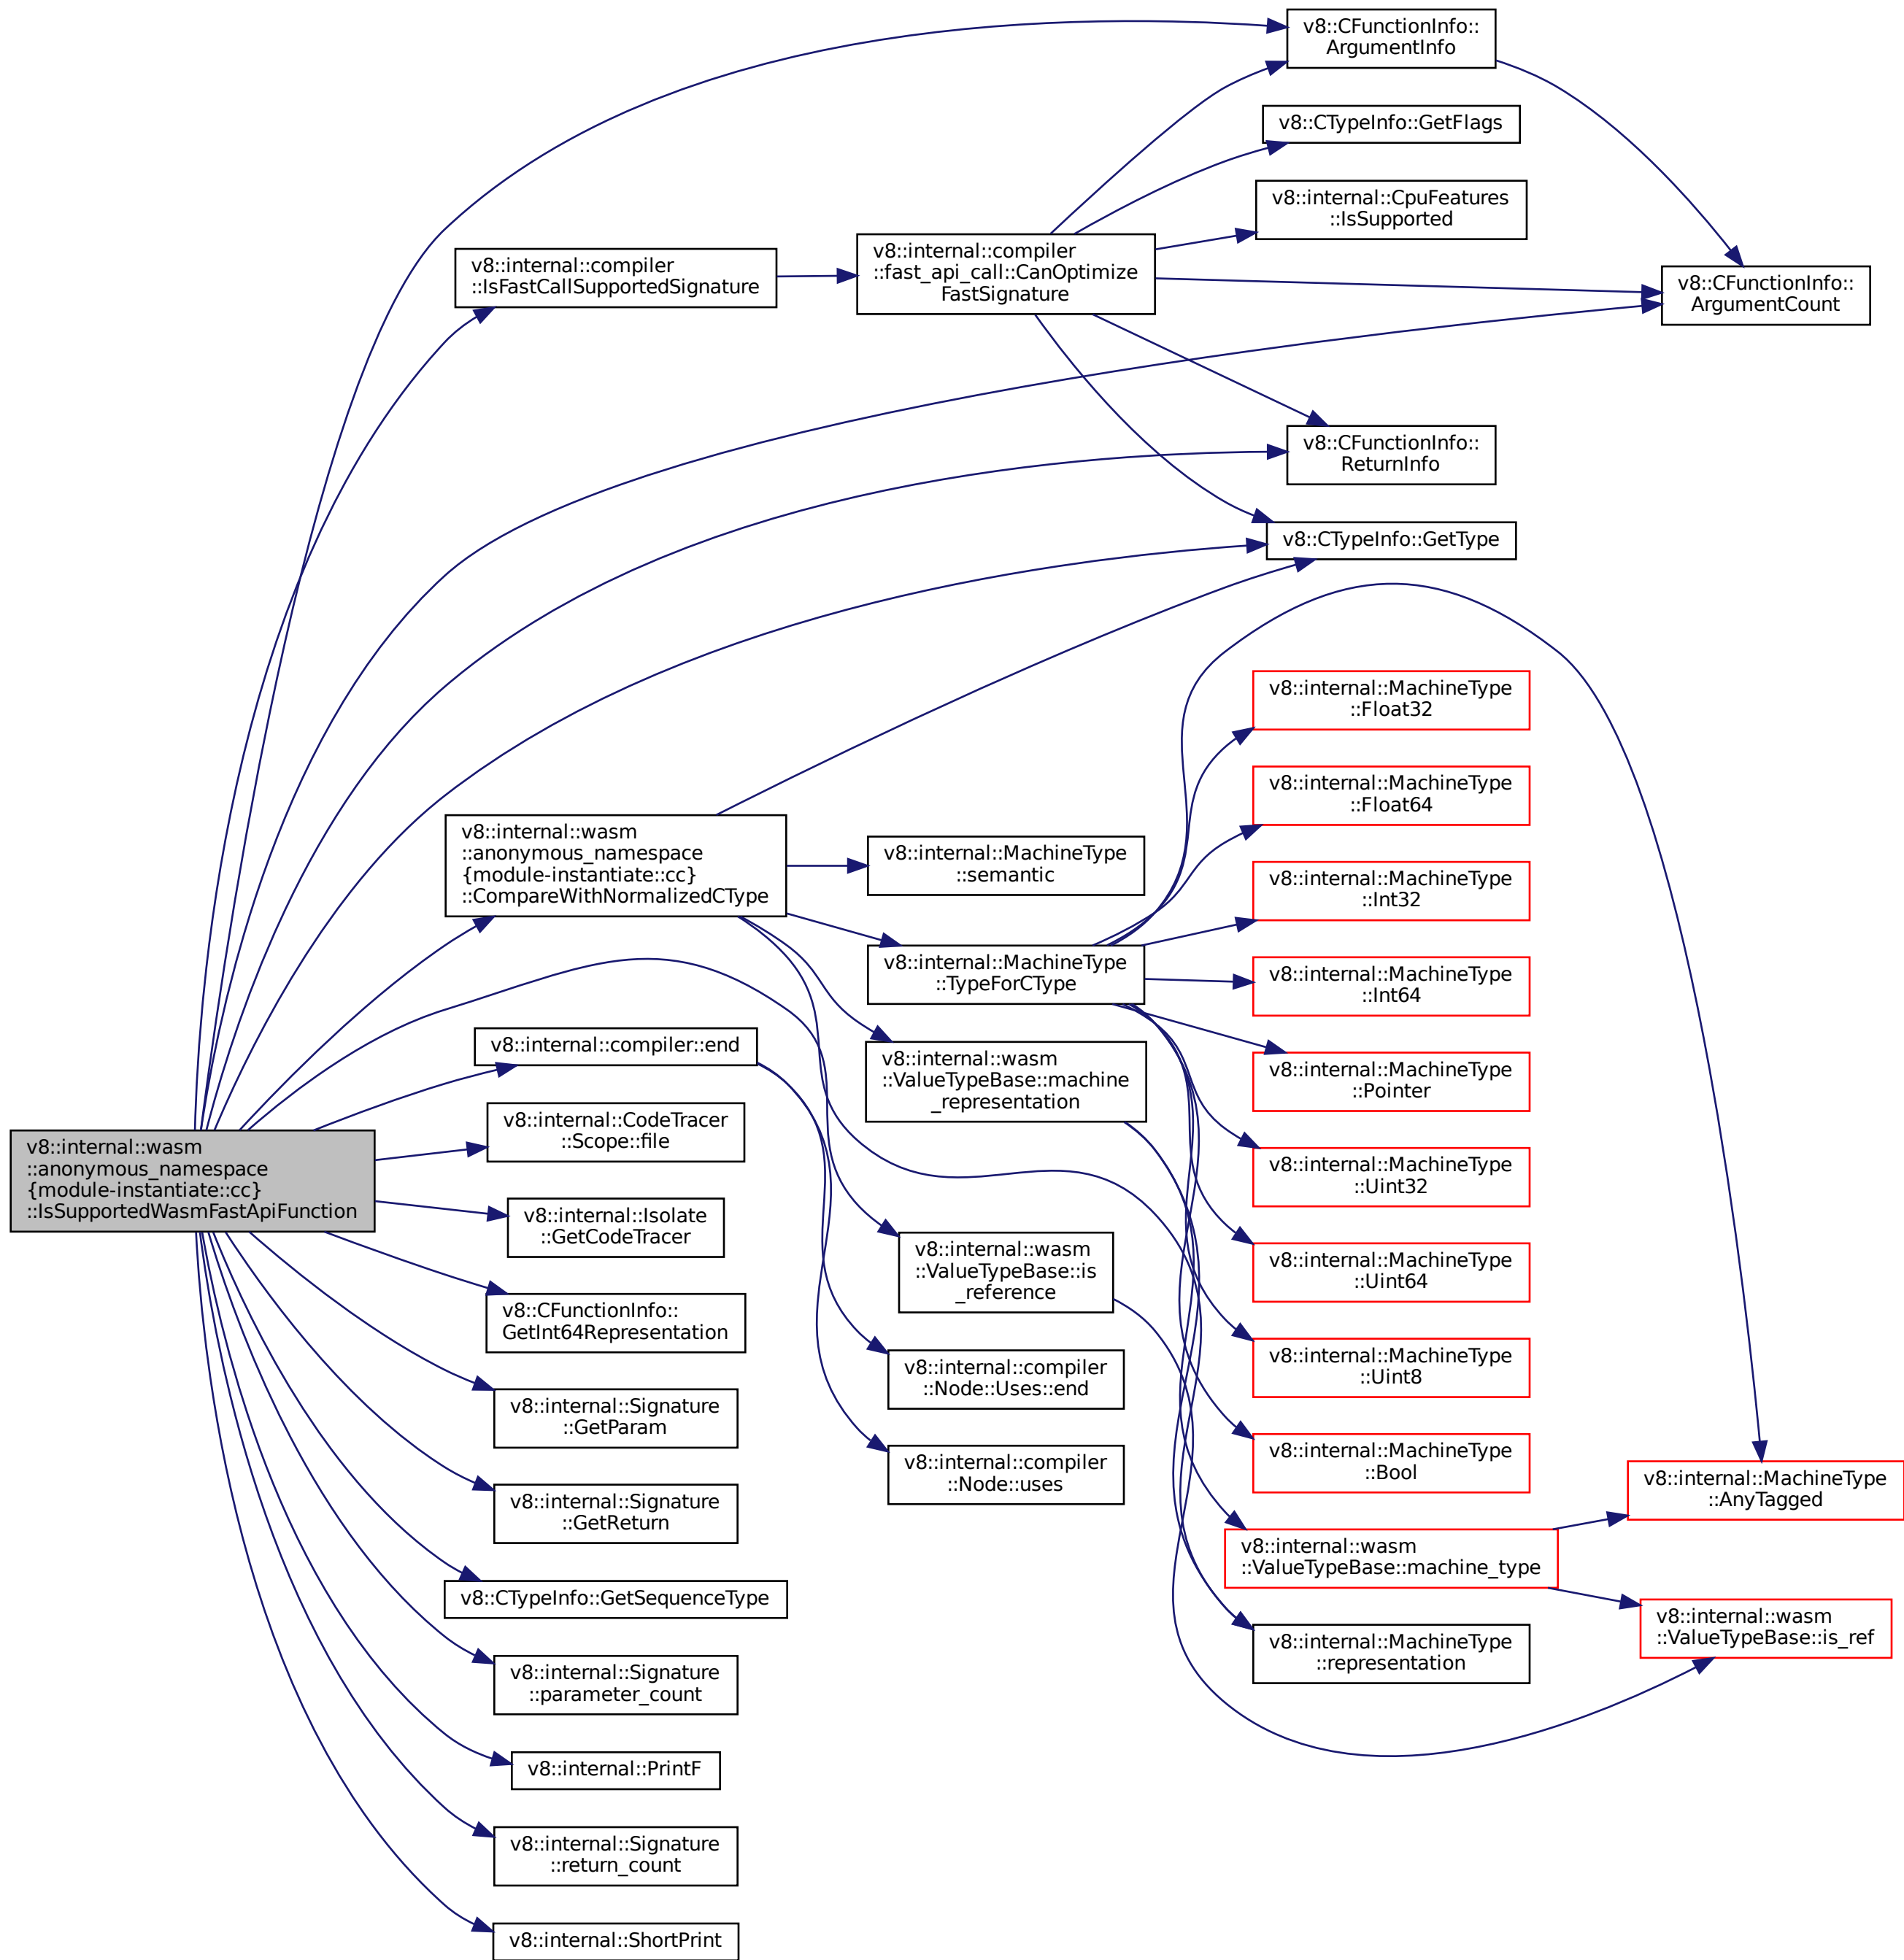 v8::CFunctionInfo::
ArgumentInfo
v8::CTypeInfo::GetFlags
v8::internal::CpuFeatures
::IsSupported
v8::internal::compiler
::IsFastCallSupportedSignature
v8::internal::compiler
::fast_api_call::CanOptimize
FastSignature
v8::CFunctionInfo::
ArgumentCount
v8::CFunctionInfo::
ReturnInfo
v8::CTypeInfo::GetType
v8::internal::MachineType
::Float32
v8::internal::MachineType
::Float64
v8::internal::wasm
::anonymous_namespace
{module-instantiate::cc}
::CompareWithNormalizedCType
v8::internal::MachineType
::semantic
v8::internal::MachineType
::Int32
v8::internal::MachineType
::TypeForCType
v8::internal::MachineType
::Int64
v8::internal::compiler::end
v8::internal::wasm
::ValueTypeBase::machine
_representation
v8::internal::MachineType
::Pointer
v8::internal::wasm
::anonymous_namespace
{module-instantiate::cc}
::IsSupportedWasmFastApiFunction
v8::internal::CodeTracer
::Scope::file
v8::internal::MachineType
::Uint32
v8::internal::Isolate
::GetCodeTracer
v8::internal::wasm
::ValueTypeBase::is
_reference
v8::internal::MachineType
::Uint64
v8::CFunctionInfo::
GetInt64Representation
v8::internal::compiler
::Node::Uses::end
v8::internal::MachineType
::Uint8
v8::internal::Signature
::GetParam
v8::internal::compiler
::Node::uses
v8::internal::MachineType
::Bool
v8::internal::MachineType
::AnyTagged
v8::internal::Signature
::GetReturn
v8::internal::wasm
::ValueTypeBase::machine_type
v8::CTypeInfo::GetSequenceType
v8::internal::wasm
::ValueTypeBase::is_ref
v8::internal::MachineType
::representation
v8::internal::Signature
::parameter_count
v8::internal::PrintF
v8::internal::Signature
::return_count
v8::internal::ShortPrint